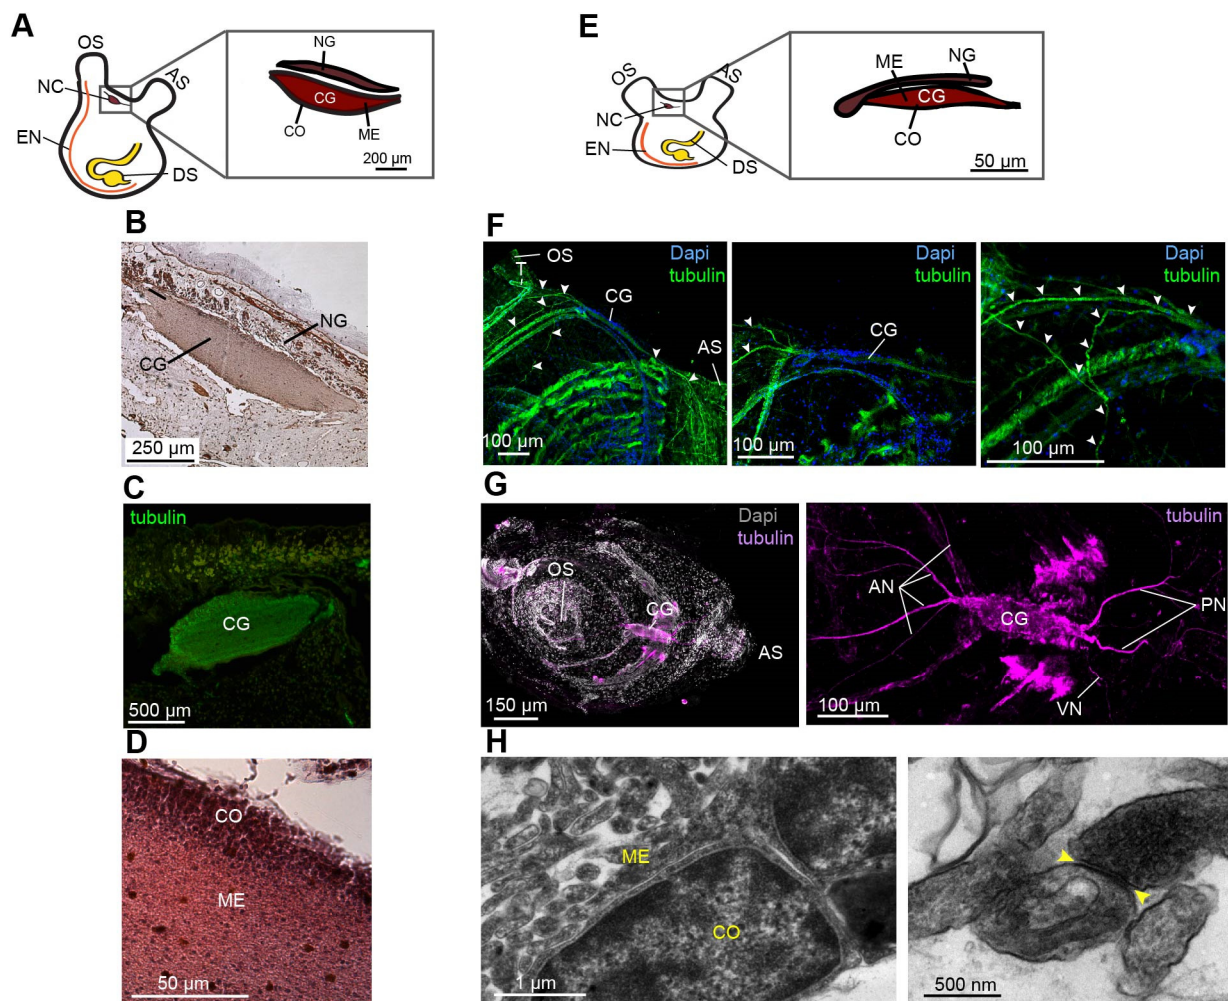 A
OS
NC
AS
EN
DS
NG
CG
CO
ME
200 µm
E
OS
AS
NC
EN
DS
ME
NG
CG
CO
50 µm
B
NG
CG
250 µm
C
tubulin
CG
500 µm
D
CO
ME
50 µm
F
OS
Dapi
tubulin
CG
AS
100 µm
Dapi
tubulin
CG
100 µm
Dapi
tubulin
100 µm
G
Dapi
tubulin
OS
CG
AS
150 µm
tubulin
AN
CG
PN
VN
100 µm
H
ME
CO
1 µm
500 nm